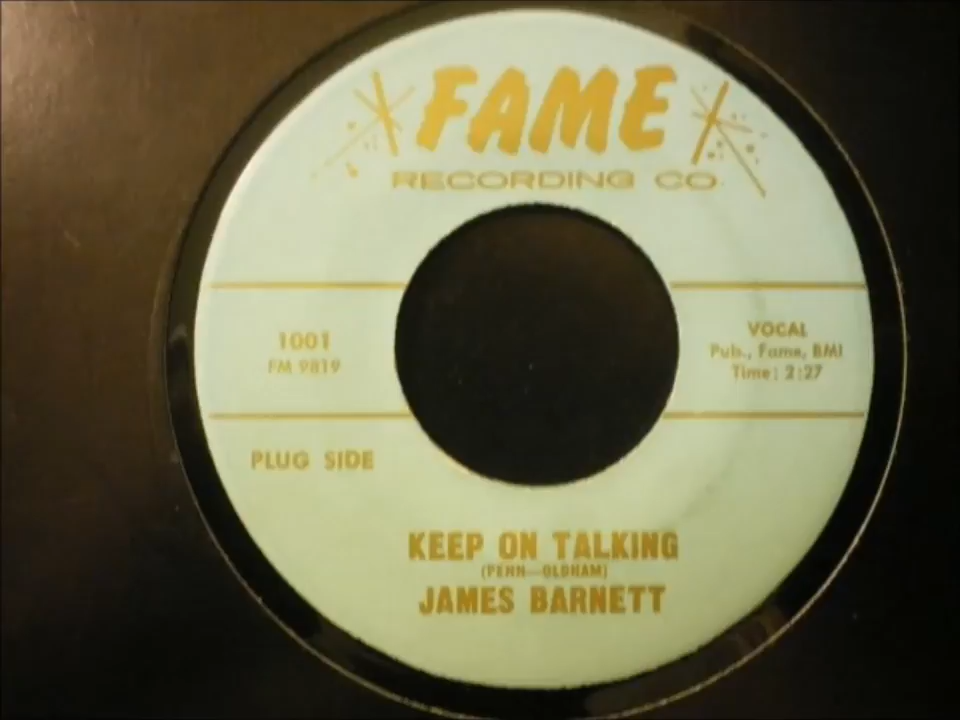 FAME
RECORDING CO.
1001
FM 9819
VOCAL
Pub., Fame, BMI
Time: 2:27
PLUG SIDE
KEEP ON TALKING
(PENN—OLDHAM)
JAMES BARNETT